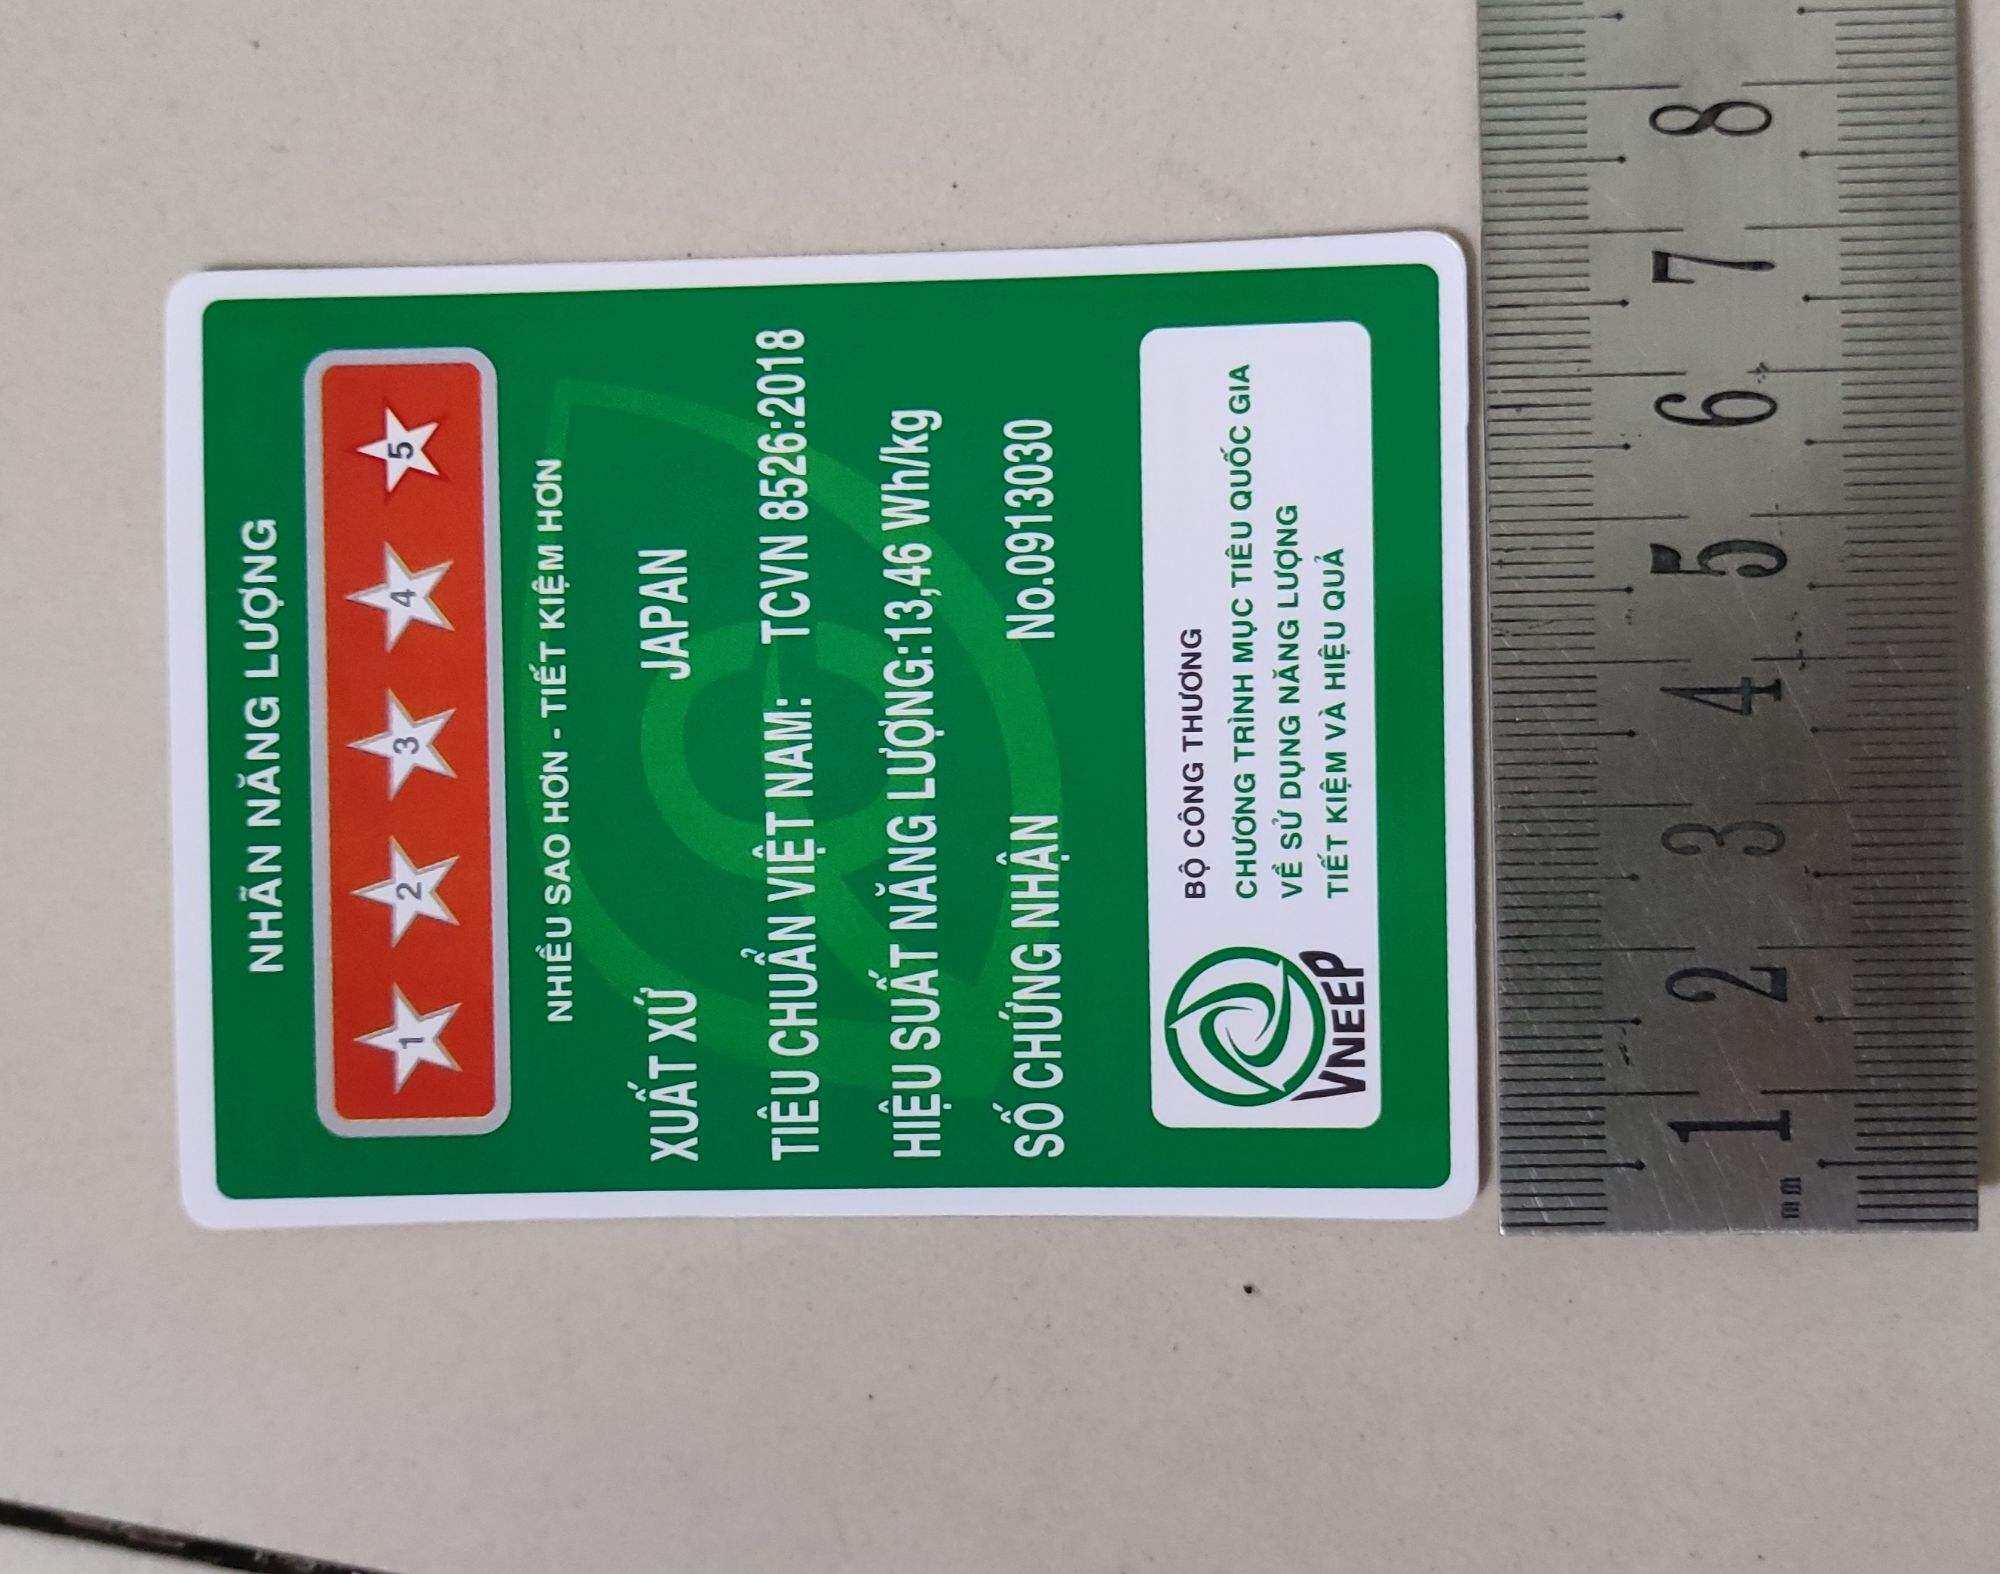 NHÃN NĂNG LƯỢNG
1 2 3 4 5
NHIỀU SAO HƠN - TIẾT KIỆM HƠN
XUẤT XỨ JAPAN
TIÊU CHUẨN VIỆT NAM: TCVN 8526:2018
HIỆU SUẤT NĂNG LƯỢNG:13,46 Wh/kg
SỐ CHỨNG NHẬN No.0913030
BỘ CÔNG THƯƠNG
CHƯƠNG TRÌNH MỤC TIÊU QUỐC GIA
VỀ SỬ DỤNG NĂNG LƯỢNG
TIẾT KIỆM VÀ HIỆU QUẢ
VNEEP
1 2 3 4 5 6 7 8
mm